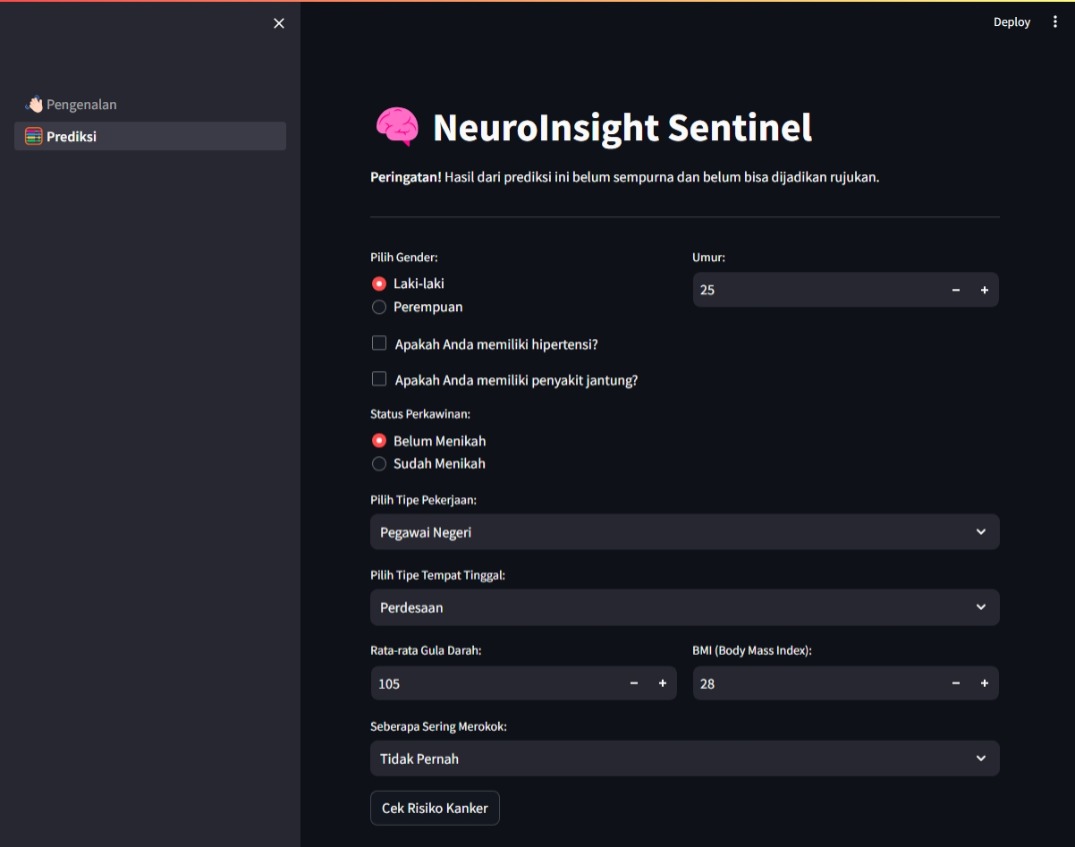 Deploy
Pengenalan
Prediksi
NeuroInsight Sentinel
Peringatan! Hasil dari prediksi ini belum sempurna dan belum bisa dijadikan rujukan.
Pilih Gender:
Laki-laki
Perempuan
Umur:
25
Apakah Anda memiliki hipertensi?
Apakah Anda memiliki penyakit jantung?
Status Perkawinan:
Belum Menikah
Sudah Menikah
Pilih Tipe Pekerjaan:
Pegawai Negeri
Pilih Tipe Tempat Tinggal:
Perdesaan
Rata-rata Gula Darah:
105
BMI (Body Mass Index):
28
Seberapa Sering Merokok:
Tidak Pernah
Cek Risiko Kanker